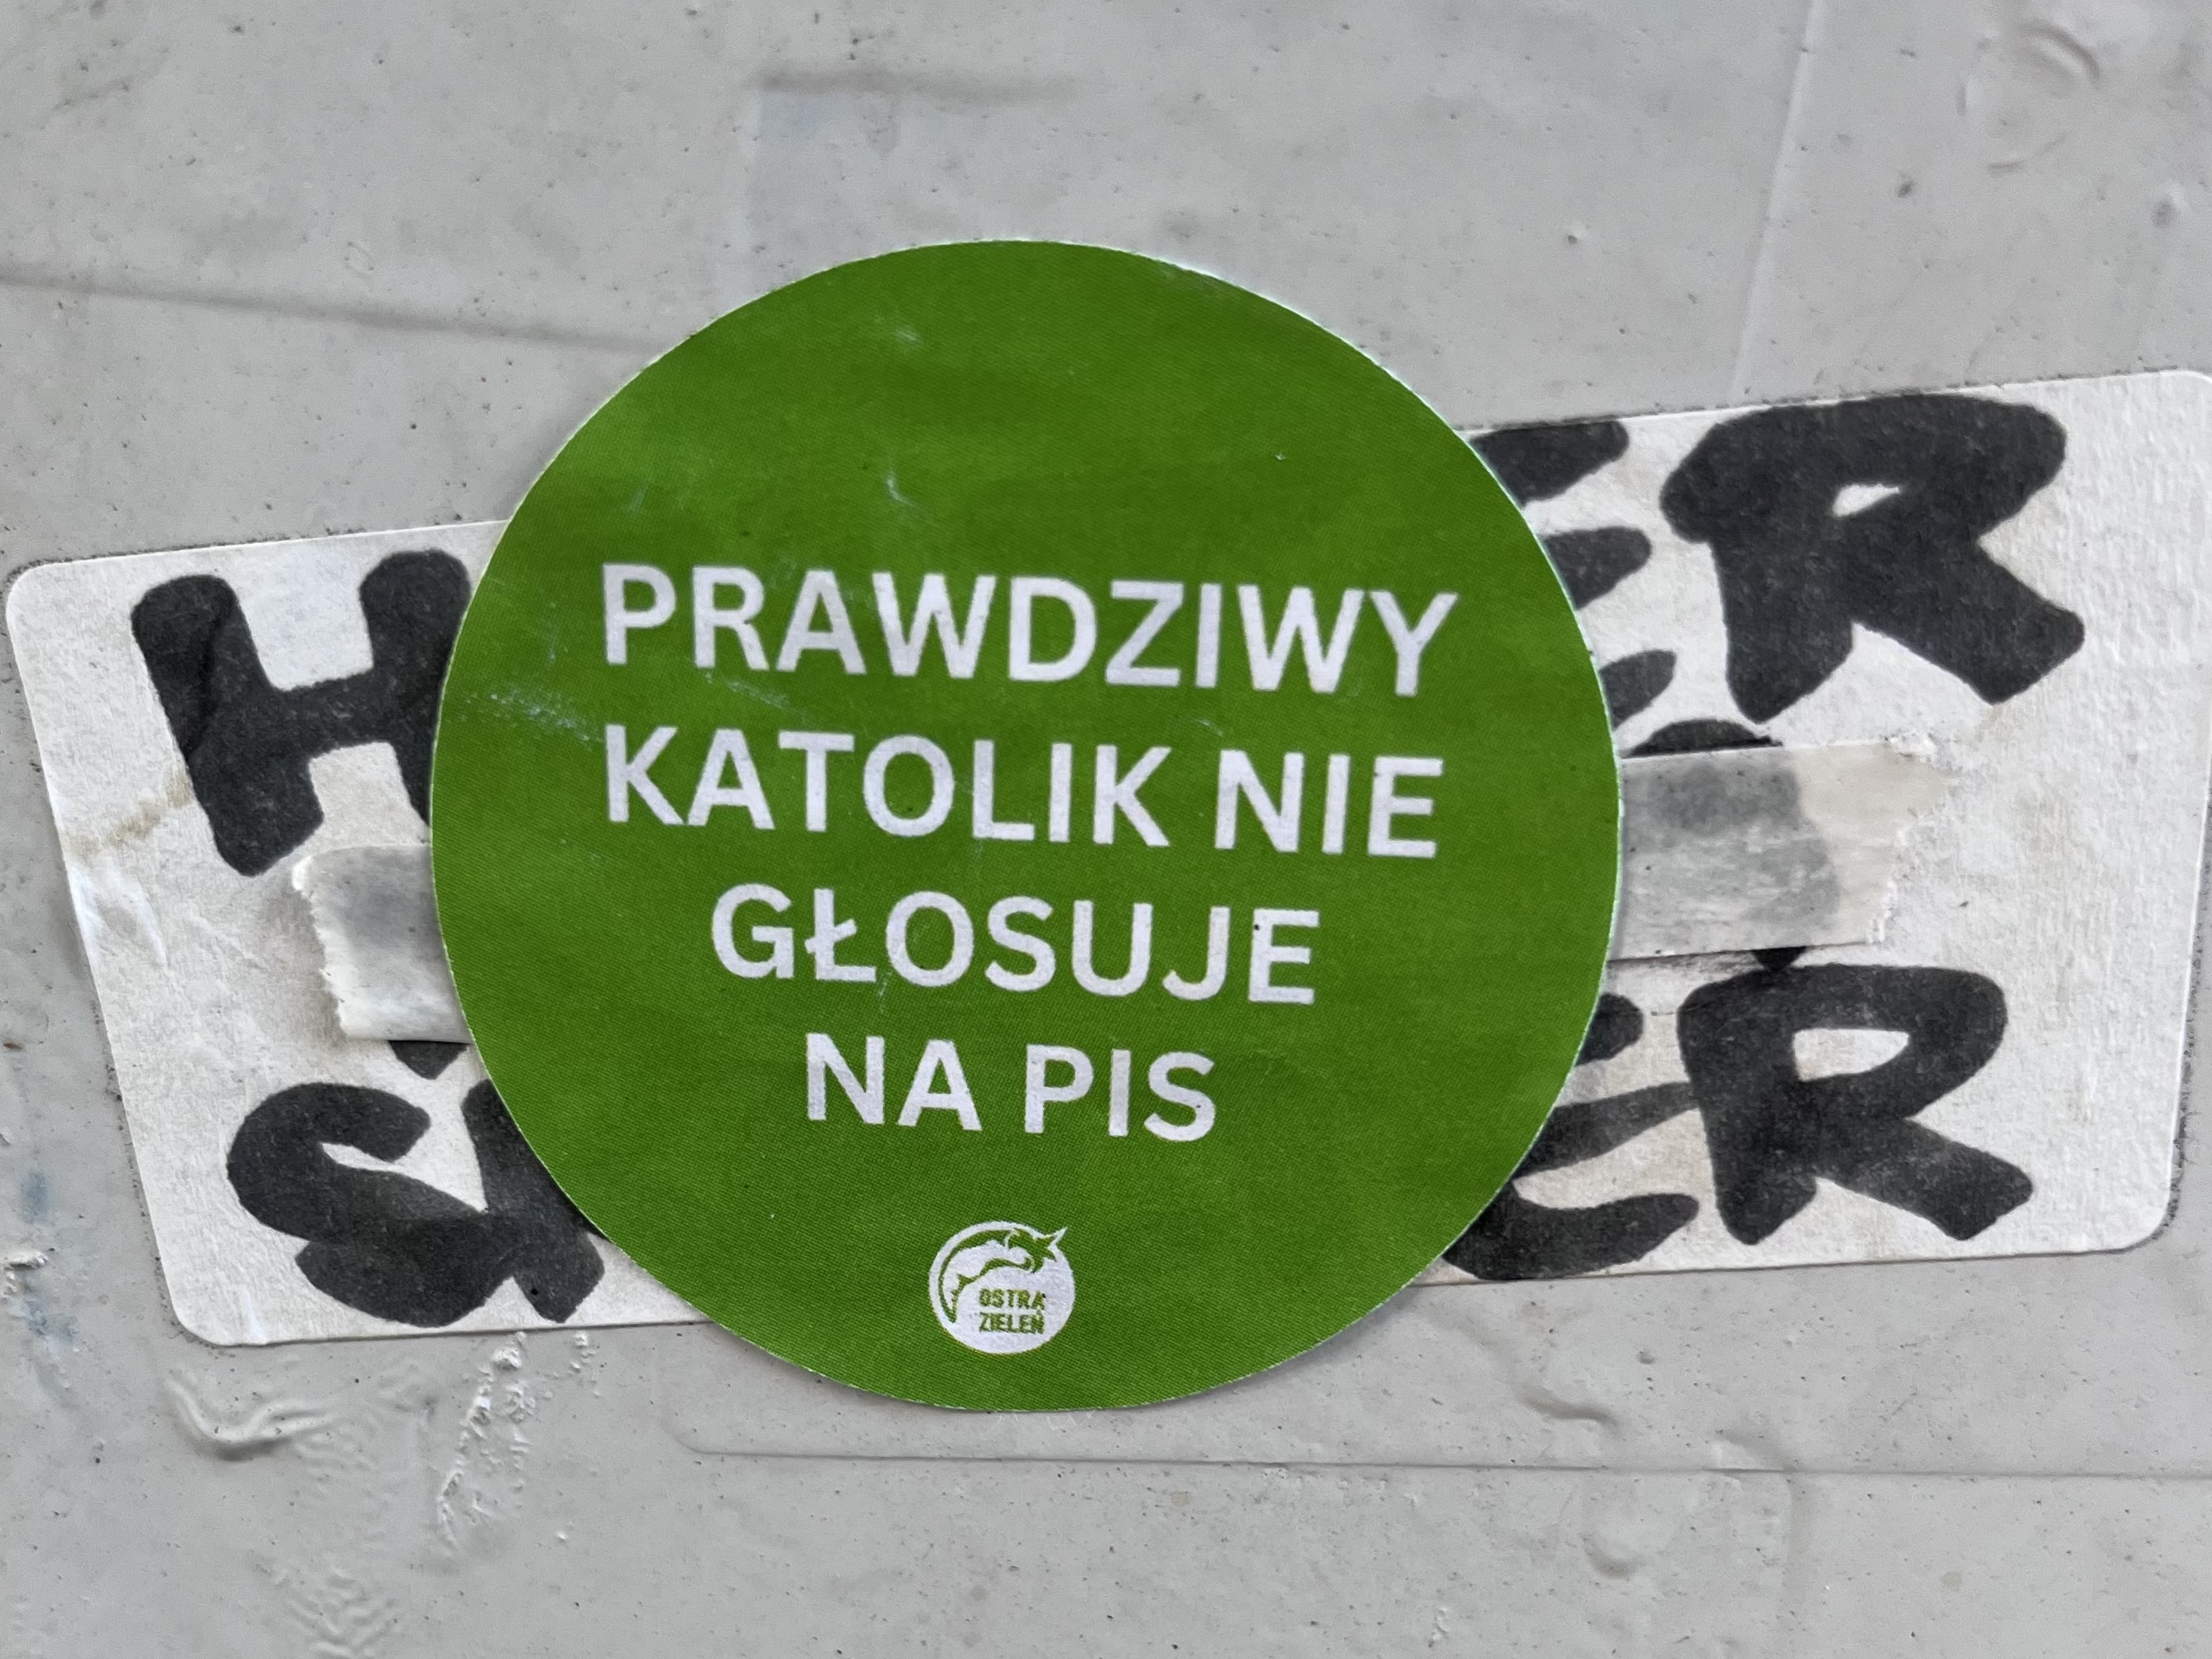 PRAWDZIWY
KATOLIK NIE
GŁOSUJE
NA PIS
OSTRA
ZIELEŃ